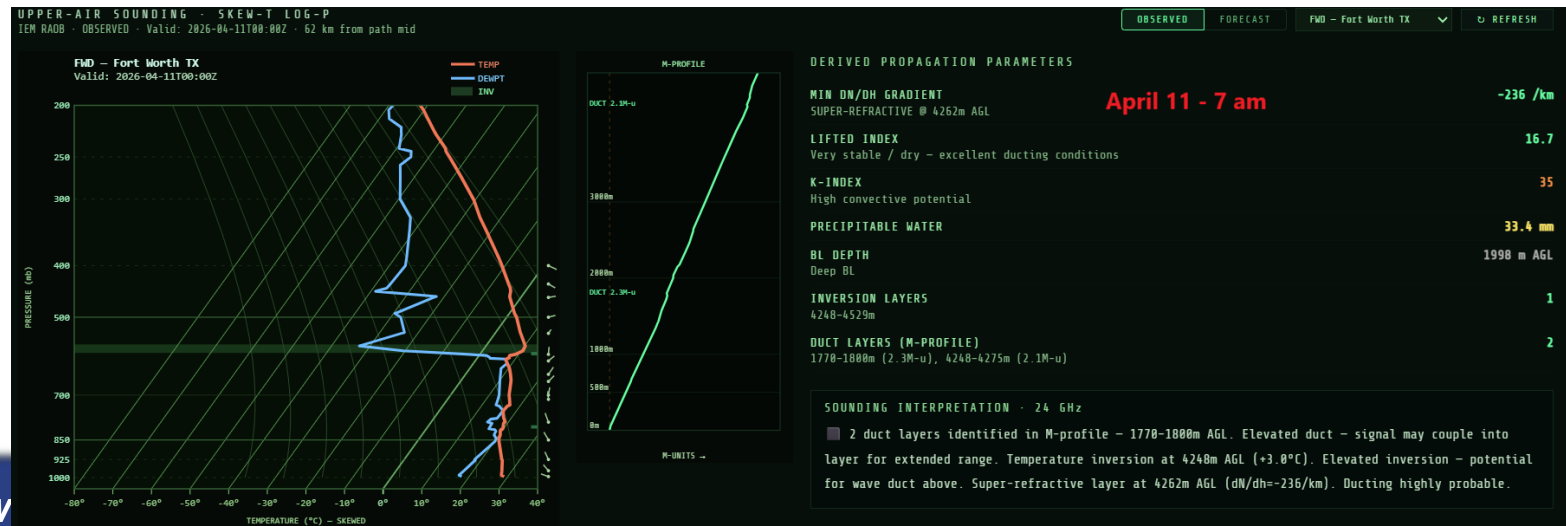 UPPER-AIR SOUNDING · SKEW-T LOG-P
IEM RAOB · OBSERVED · Valid: 2026-04-11T00:00Z · 62 km from path mid
OBSERVED
FORECAST
FWD — Fort Worth TX
↻ REFRESH
FWD — Fort Worth TX
Valid: 2026-04-11T00:00Z
TEMP
DEWPT
INV
PRESSURE (mb)
200
250
300
400
500
700
850
925
1000
-80° -70° -60° -50° -40° -30° -20° -10° 0° 10° 20° 30° 40°
TEMPERATURE (°C) — SKEWED
M-PROFILE
DUCT 2.1M-u
3000m
2000m
DUCT 2.3M-u
1000m
500m
0m
M-UNITS →
DERIVED PROPAGATION PARAMETERS
MIN DN/DH GRADIENT -236 /km
SUPER-REFRACTIVE @ 4262m AGL
April 11 - 7 am
LIFTED INDEX 16.7
Very stable / dry — excellent ducting conditions
K-INDEX 35
High convective potential
PRECIPITABLE WATER 33.4 mm
BL DEPTH 1998 m AGL
Deep BL
INVERSION LAYERS 1
4248-4529m
DUCT LAYERS (M-PROFILE) 2
1770-1800m (2.3M-u), 4248-4275m (2.1M-u)
SOUNDING INTERPRETATION · 24 GHz
2 duct layers identified in M-profile — 1770-1800m AGL. Elevated duct — signal may couple into
layer for extended range. Temperature inversion at 4248m AGL (+3.0°C). Elevated inversion — potential
for wave duct above. Super-refractive layer at 4262m AGL (dN/dh=-236/km). Ducting highly probable.